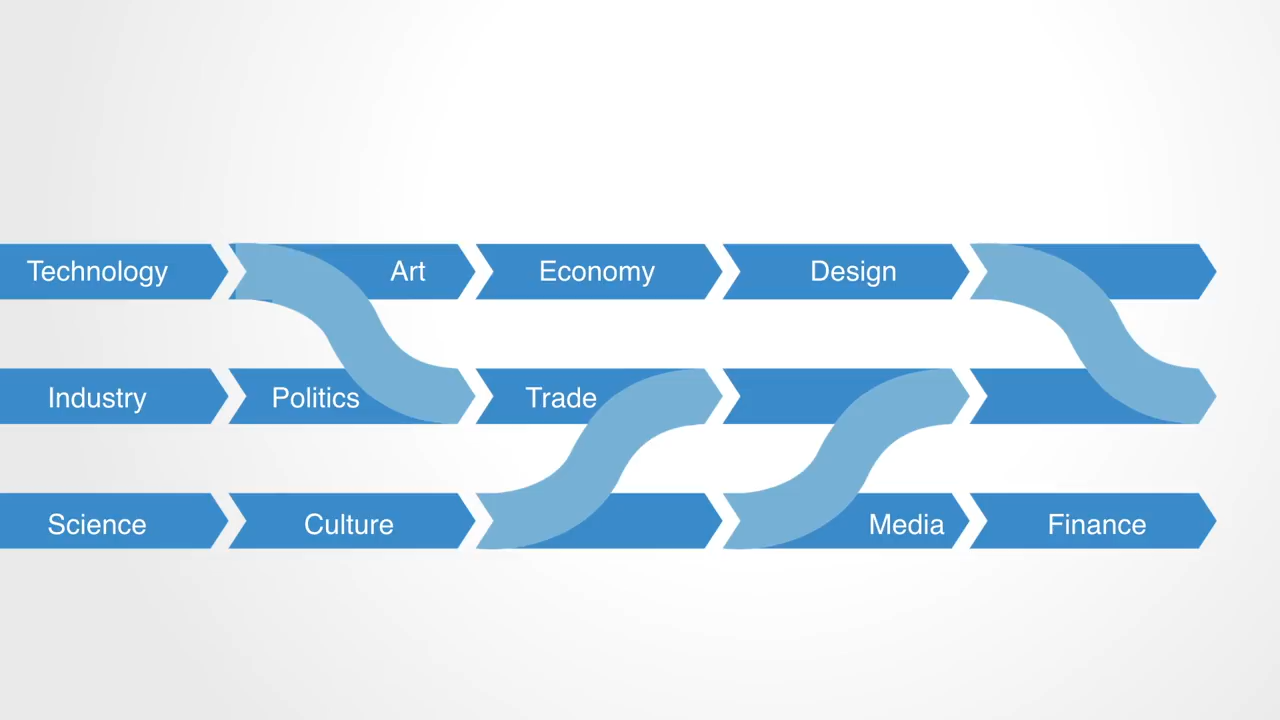 Technology
Art
Economy
Design
Industry
Politics
Trade
Science
Culture
Media
Finance